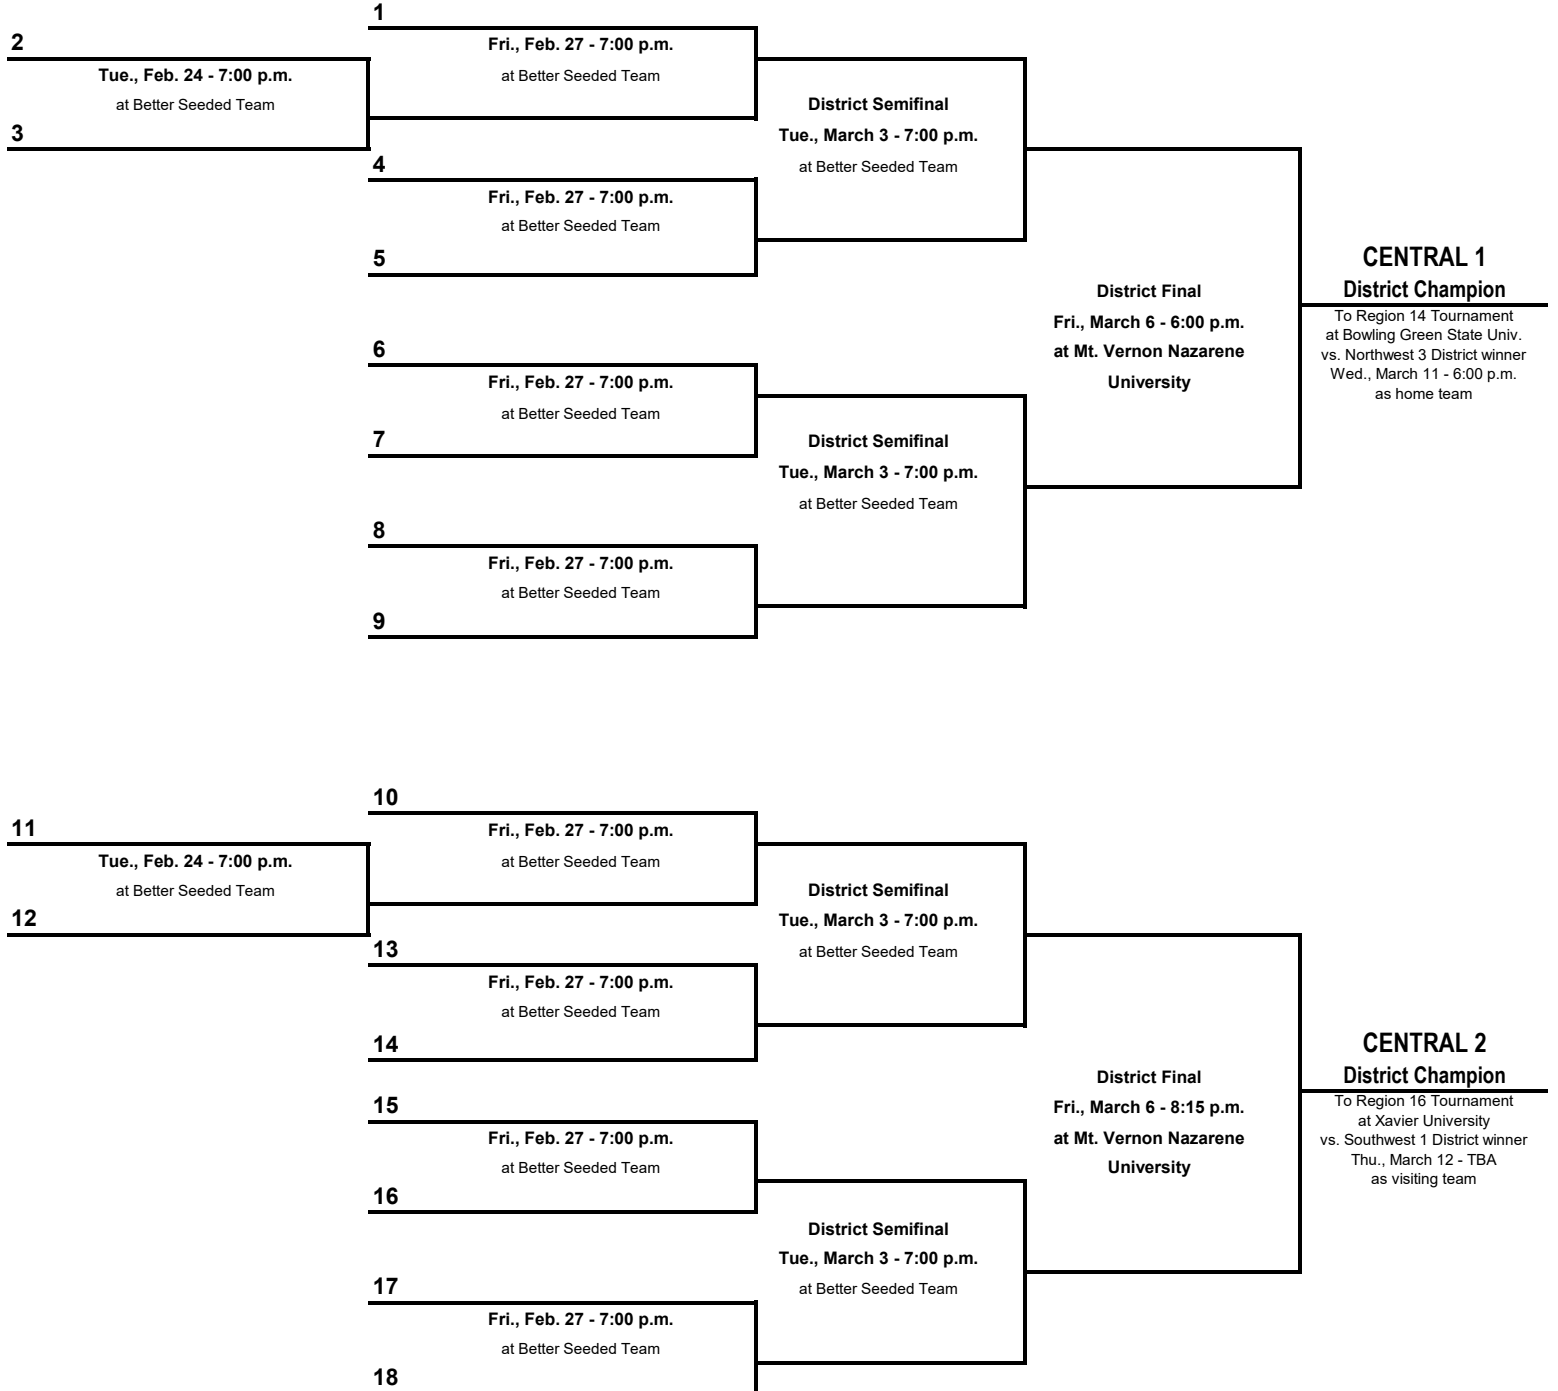 1
2
Fri., Feb. 27 - 7:00 p.m.
Tue., Feb. 24 - 7:00 p.m.
at Better Seeded Team
at Better Seeded Team
District Semifinal
3
Tue., March 3 - 7:00 p.m.
4
at Better Seeded Team
Fri., Feb. 27 - 7:00 p.m.
at Better Seeded Team
5
CENTRAL 1
District Final
District Champion
Fri., March 6 - 6:00 p.m.
To Region 14 Tournament
at Bowling Green State Univ.
6
at Mt. Vernon Nazarene
vs. Northwest 3 District winner
Fri., Feb. 27 - 7:00 p.m.
University
Wed., March 11 - 6:00 p.m.
as home team
at Better Seeded Team
7
District Semifinal
Tue., March 3 - 7:00 p.m.
at Better Seeded Team
8
Fri., Feb. 27 - 7:00 p.m.
at Better Seeded Team
9
10
11
Fri., Feb. 27 - 7:00 p.m.
Tue., Feb. 24 - 7:00 p.m.
at Better Seeded Team
at Better Seeded Team
District Semifinal
12
Tue., March 3 - 7:00 p.m.
13
at Better Seeded Team
Fri., Feb. 27 - 7:00 p.m.
at Better Seeded Team
14
CENTRAL 2
District Final
District Champion
15
Fri., March 6 - 8:15 p.m.
To Region 16 Tournament
at Xavier University
Fri., Feb. 27 - 7:00 p.m.
at Mt. Vernon Nazarene
vs. Southwest 1 District winner
Thu., March 12 - TBA
at Better Seeded Team
University
as visiting team
16
District Semifinal
Tue., March 3 - 7:00 p.m.
17
at Better Seeded Team
Fri., Feb. 27 - 7:00 p.m.
at Better Seeded Team
18